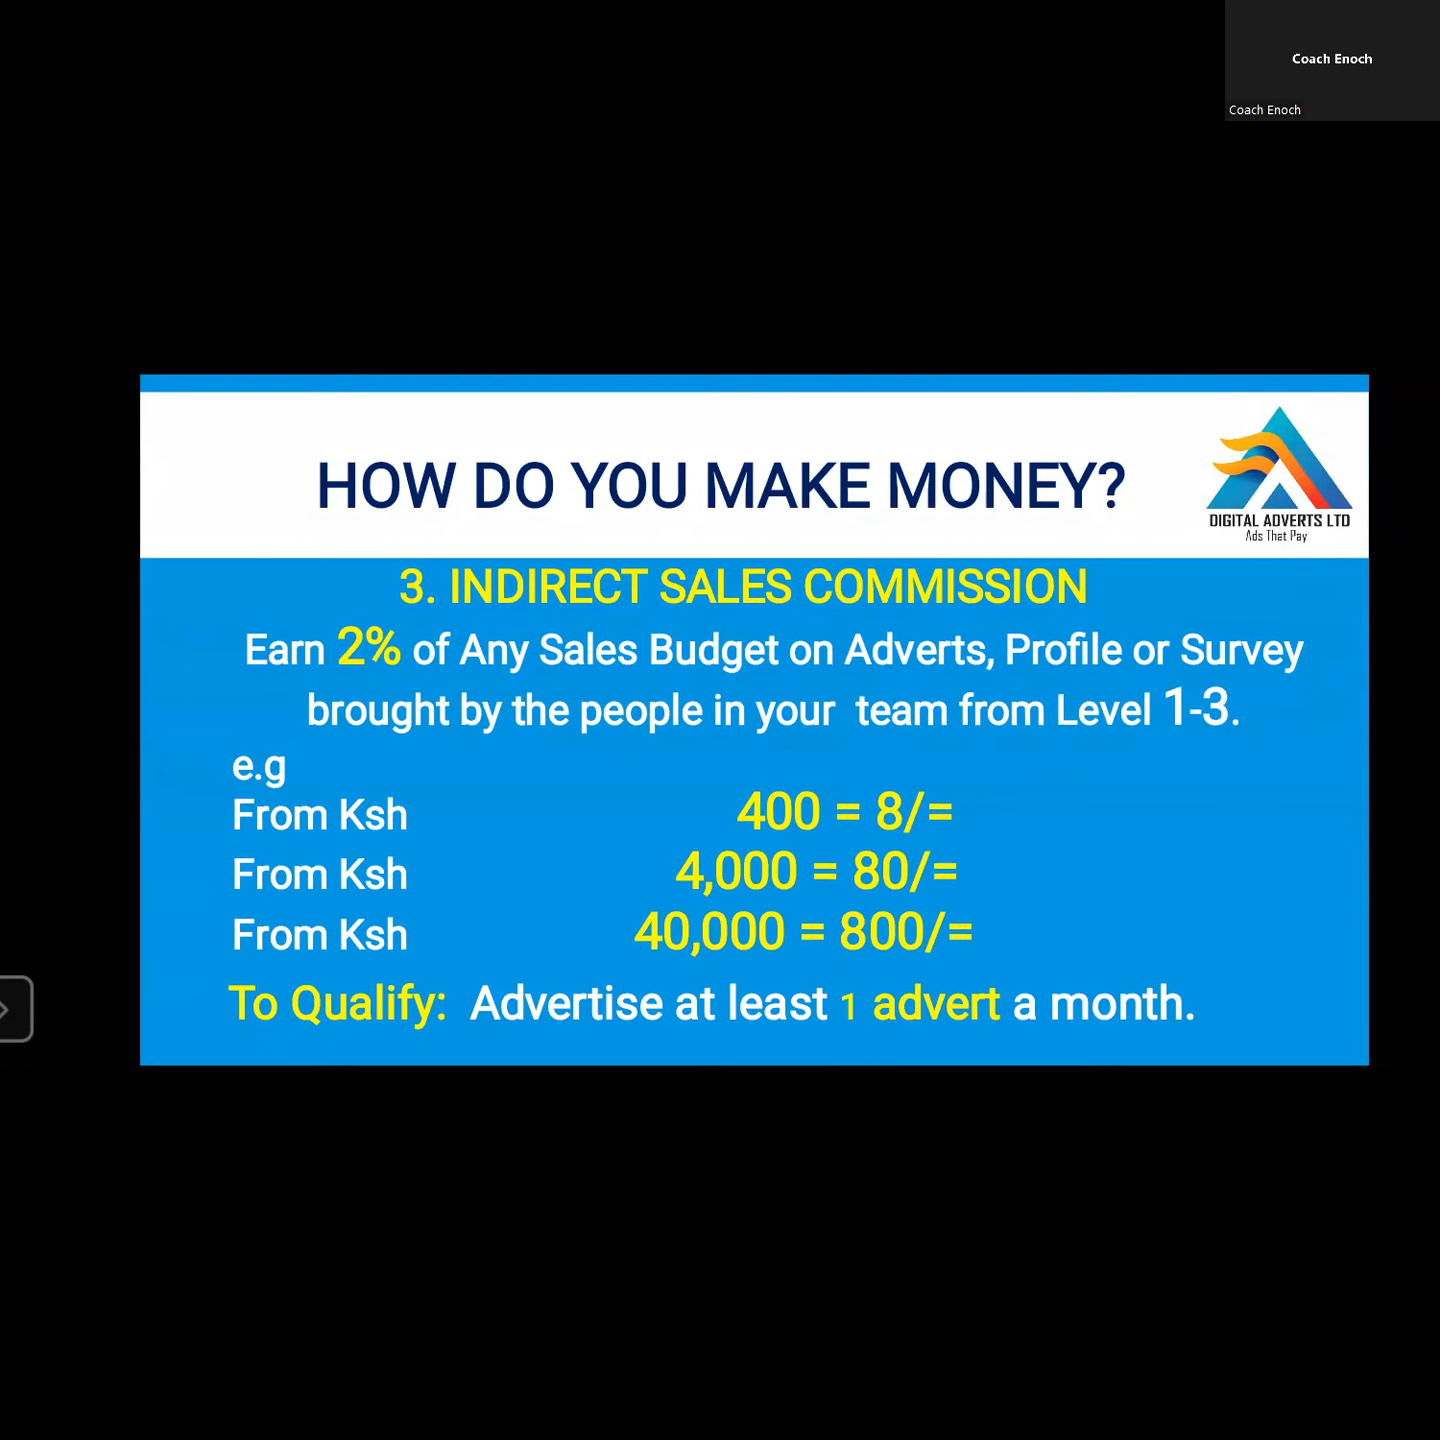 Coach Enoch
Coach Enoch
HOW DO YOU MAKE MONEY?
DIGITAL ADVERTS LTD
Ads That Pay
3. INDIRECT SALES COMMISSION
Earn 2% of Any Sales Budget on Adverts, Profile or Survey
brought by the people in your team from Level 1-3.
e.g
From Ksh 400 = 8/=
From Ksh 4,000 = 80/=
From Ksh 40,000 = 800/=
To Qualify: Advertise at least 1 advert a month.